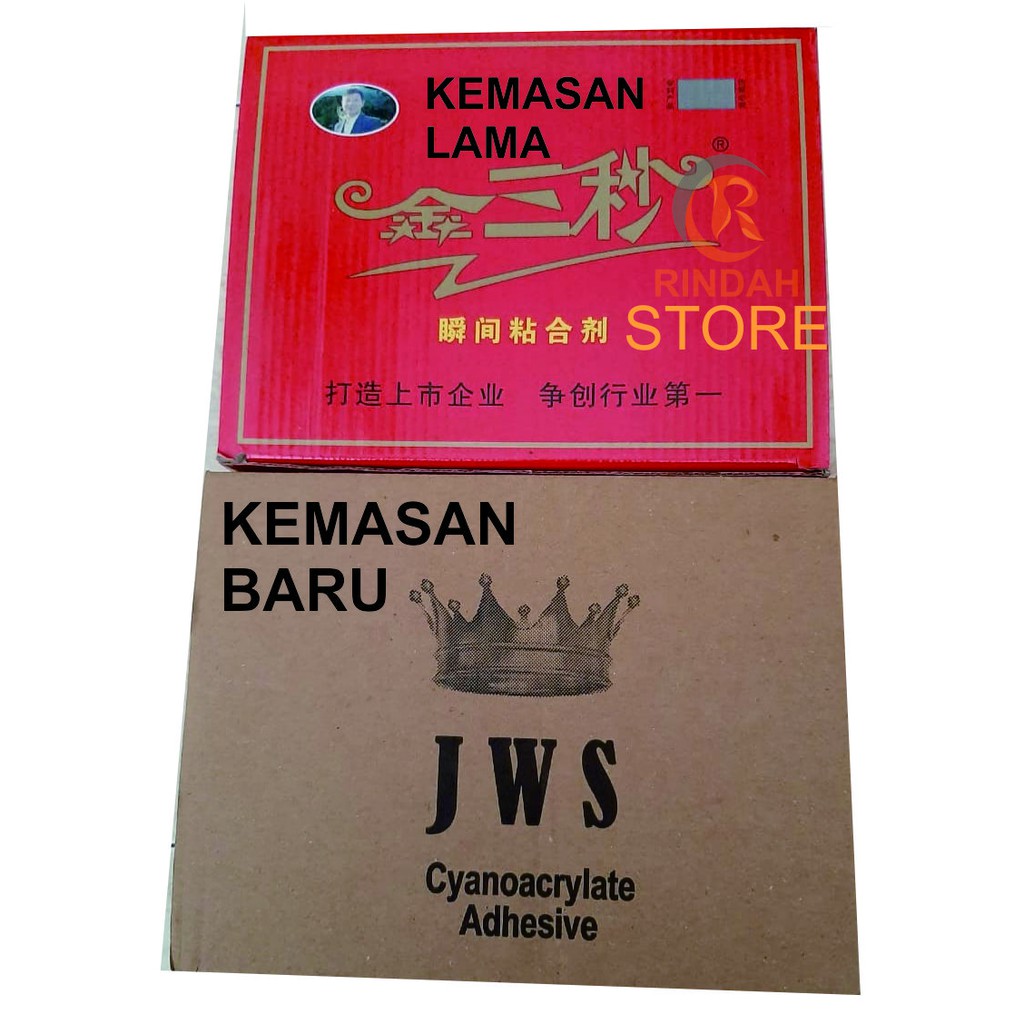 KEMASAN
LAMA
®
金三秒
R
RINDAH
STORE
瞬间粘合剂
打造上市企业 争创行业第一
KEMASAN
BARU
JWS
Cyanoacrylate
Adhesive